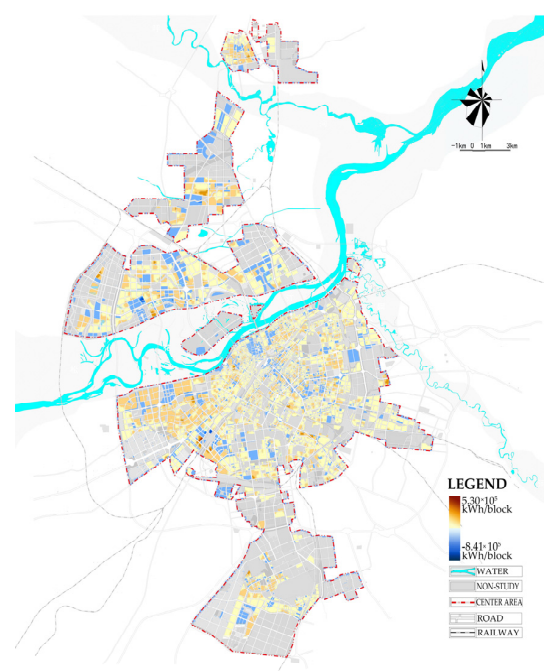 -1km 0 1km 3km
LEGEND
5.30*10⁵
kWh/block
-8.41*10⁵
kWh/block
WATER
NON-STUDY
CENTER AREA
ROAD
RAILWAY